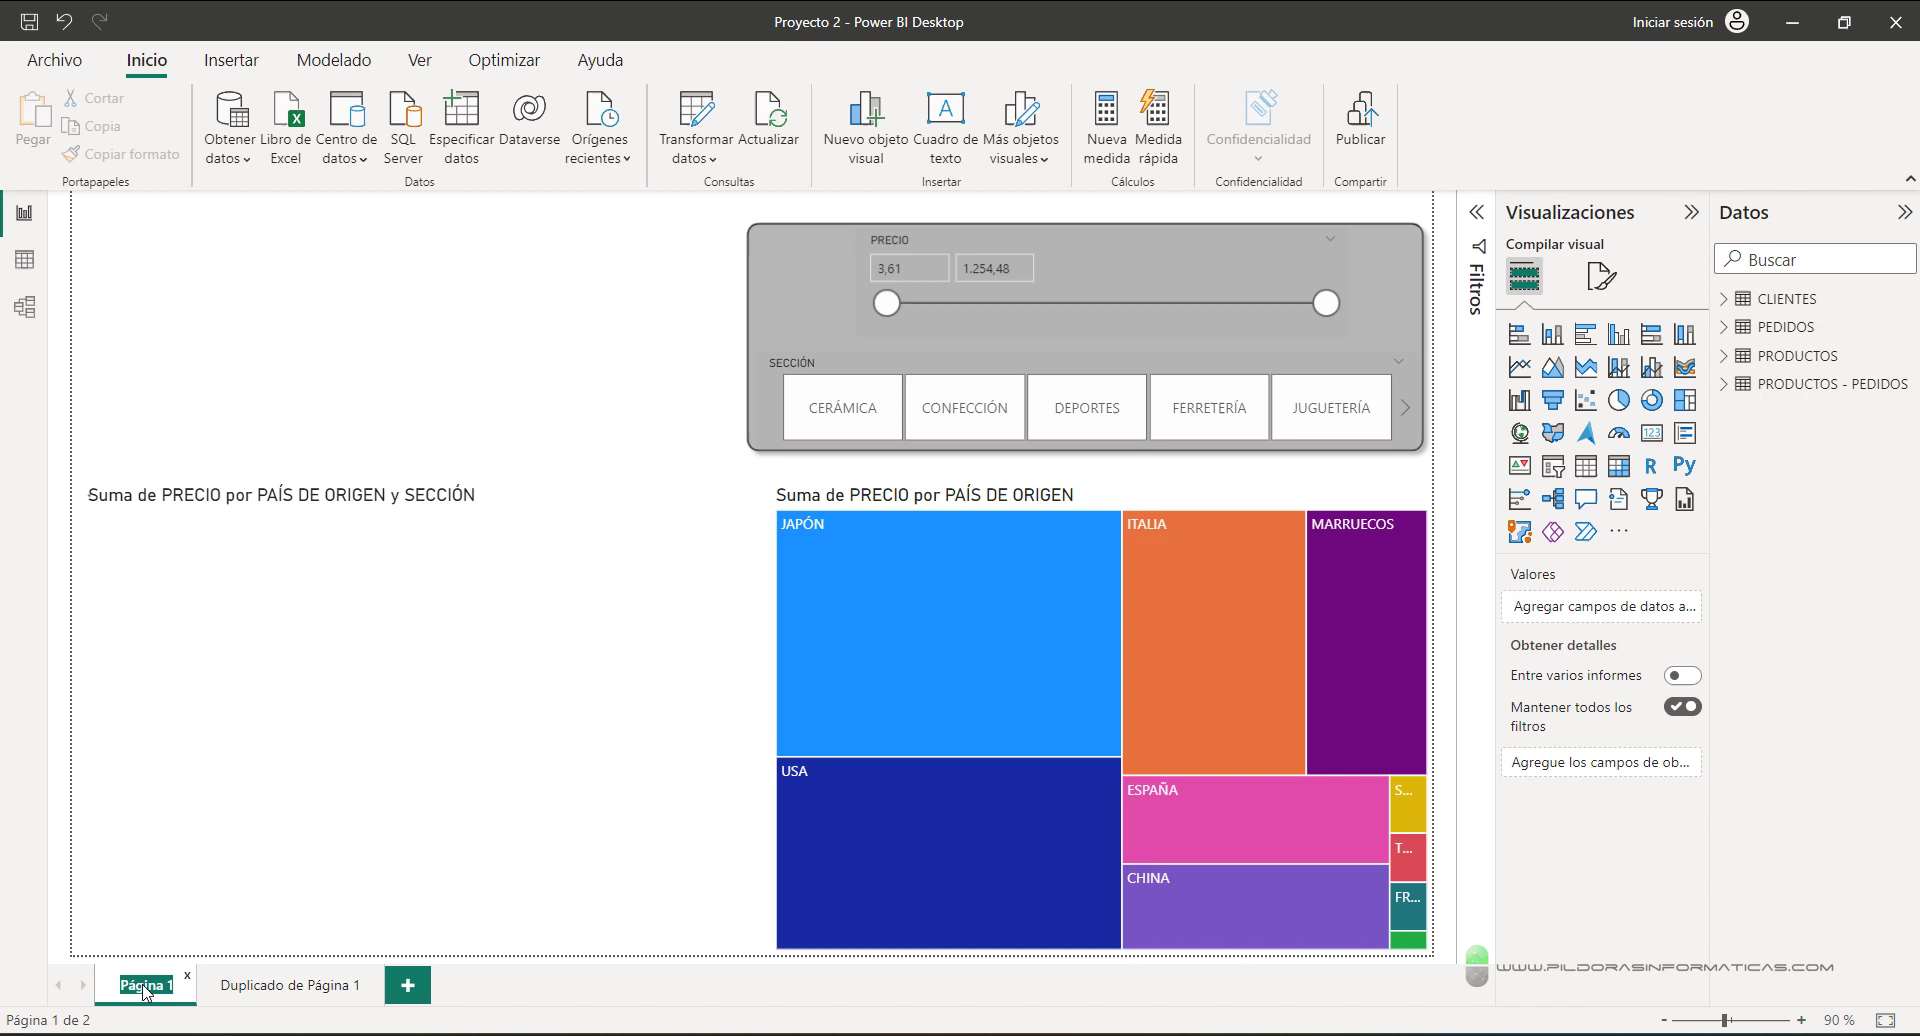 Proyecto 2 - Power BI Desktop
Iniciar sesión
Archivo Inicio Insertar Modelado Ver Optimizar Ayuda
Pegar
Cortar
Copia
Copiar formato
Portapapeles
Obtener datos
Libro de Excel
Centro de datos
SQL Server
Especificar datos
Dataverse
Orígenes recientes
Datos
Transformar datos
Actualizar
Consultas
Nuevo objeto visual
Cuadro de texto
Más objetos visuales
Insertar
Nueva medida
Medida rápida
Cálculos
Confidencialidad
Confidencialidad
Publicar
Compartir
PRECIO
3,61 1.254,48
SECCIÓN
CERÁMICA CONFECCIÓN DEPORTES FERRETERÍA JUGUETERÍA
Suma de PRECIO por PAÍS DE ORIGEN y SECCIÓN
Suma de PRECIO por PAÍS DE ORIGEN
JAPÓN
ITALIA
MARRUECOS
USA
ESPAÑA
S...
T...
CHINA
FR...
Filtros
Visualizaciones
Compilar visual
123
R
Py
Valores
Agregar campos de datos a...
Obtener detalles
Entre varios informes
Mantener todos los
filtros
Agregue los campos de ob...
Datos
Buscar
CLIENTES
PEDIDOS
PRODUCTOS
PRODUCTOS - PEDIDOS
WWW.PILDORASINFORMATICAS.COM
Página 1 x
Duplicado de Página 1
+
Página 1 de 2
- + 90 %